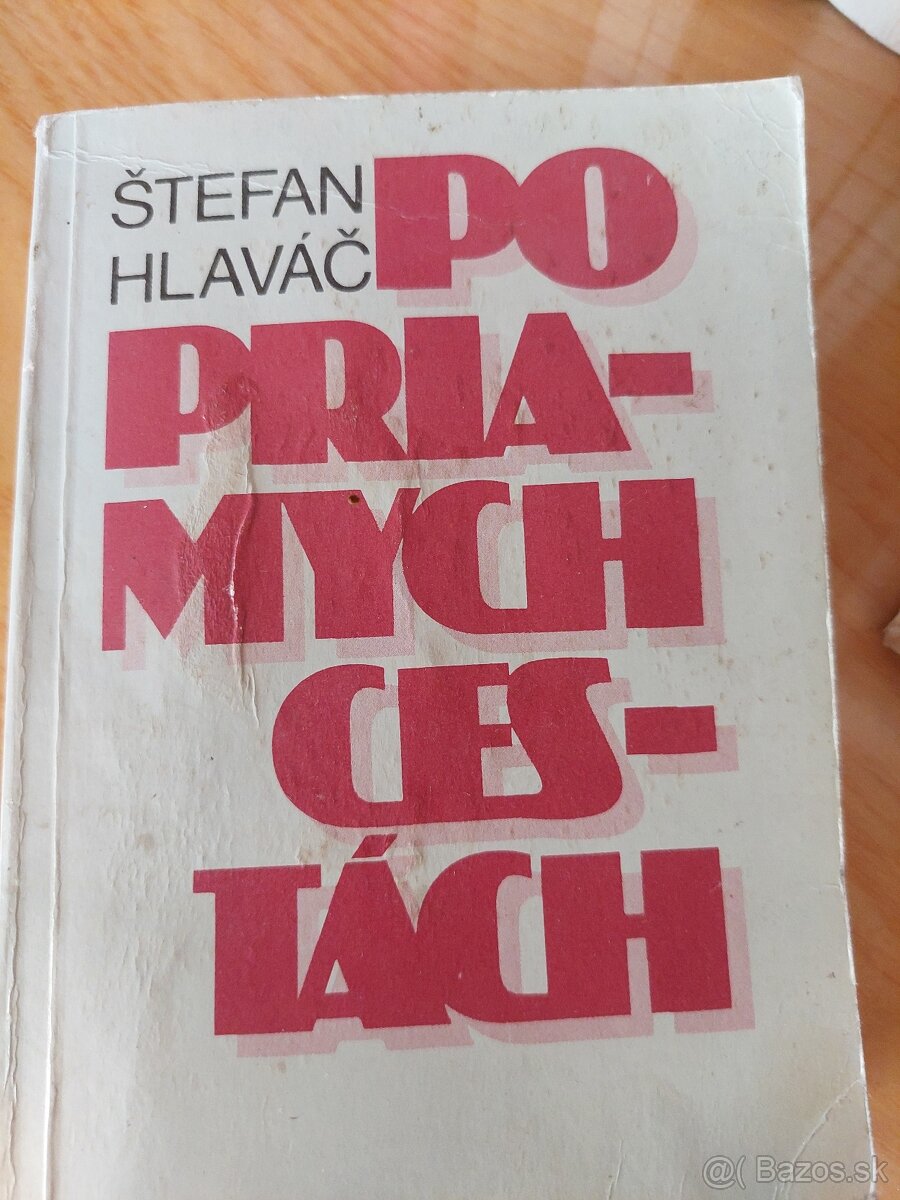 ŠTEFAN
HLAVÁČ
PO
PRIA-
MYCH
CES-
TÁCH
@( Bazos.sk